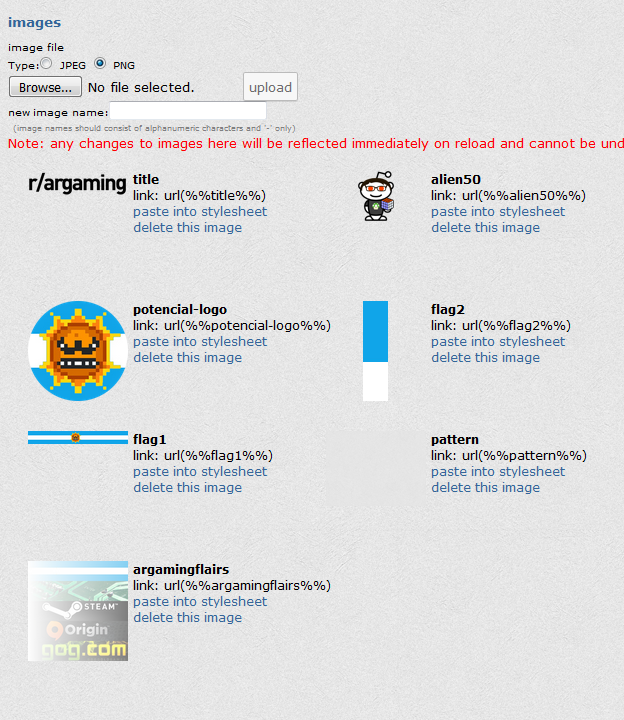 images
image file
Type: JPEG PNG
Browse... No file selected. upload
new image name:
(image names should consist of alphanumeric characters and '-' only)
Note: any changes to images here will be reflected immediately on reload and cannot be und
r/argaming
title
link: url(%%title%%)
paste into stylesheet
delete this image
alien50
link: url(%%alien50%%)
paste into stylesheet
delete this image
potencial-logo
link: url(%%potencial-logo%%)
paste into stylesheet
delete this image
flag2
link: url(%%flag2%%)
paste into stylesheet
delete this image
flag1
link: url(%%flag1%%)
paste into stylesheet
delete this image
pattern
link: url(%%pattern%%)
paste into stylesheet
delete this image
STEAM
Origin
gog.com
argamingflairs
link: url(%%argamingflairs%%)
paste into stylesheet
delete this image